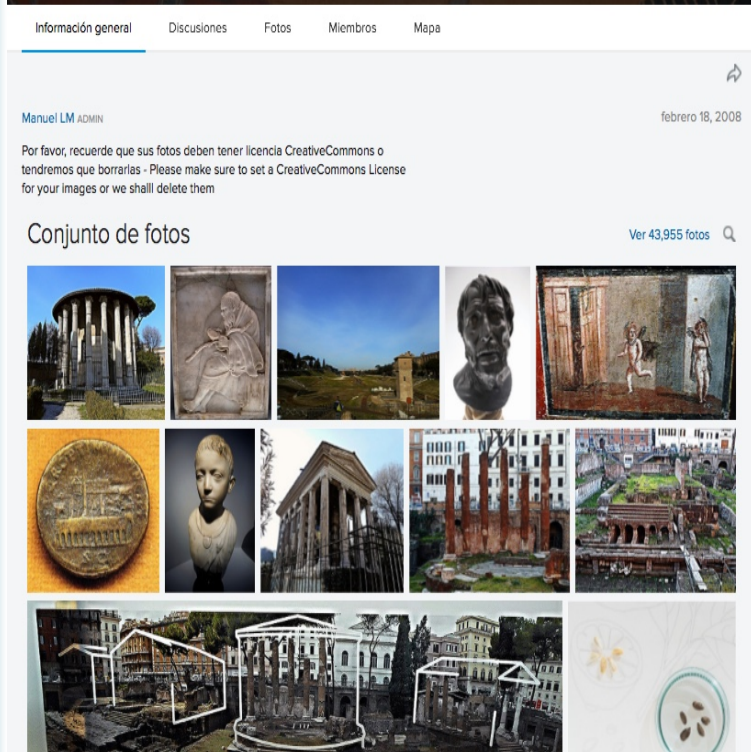 Información general Discusiones Fotos Miembros Mapa
Manuel LM ADMIN febrero 18, 2008
Por favor, recuerde que sus fotos deben tener licencia CreativeCommons o
tendremos que borrarlas - Please make sure to set a CreativeCommons License
for your images or we shalll delete them
Conjunto de fotos Ver 43,955 fotos